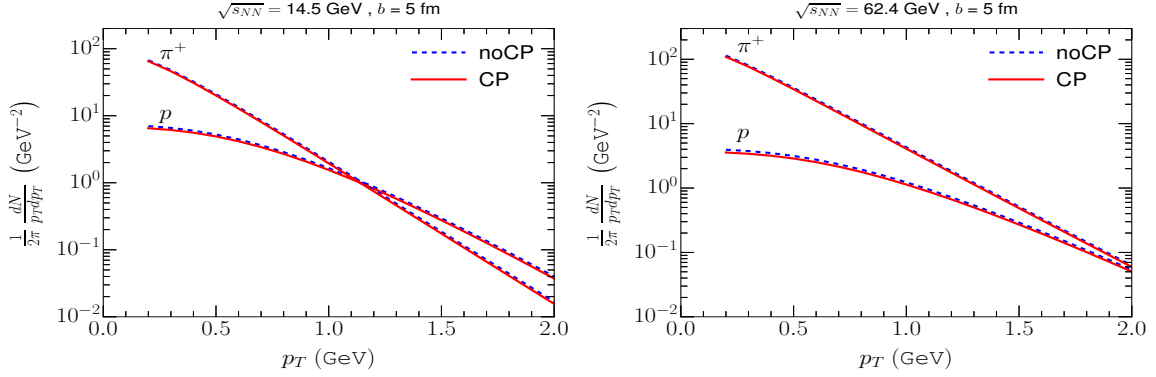 √s_NN = 14.5 GeV , b = 5 fm
10^2
10^1
10^0
10^−1
10^−2
1/2π dN/p_T dp_T (GeV^−2)
π^+
p
noCP
CP
0.0 0.5 1.0 1.5 2.0
p_T (GeV)
√s_NN = 62.4 GeV , b = 5 fm
10^2
10^1
10^0
10^−1
10^−2
1/2π dN/p_T dp_T (GeV^−2)
π^+
p
noCP
CP
0.0 0.5 1.0 1.5 2.0
p_T (GeV)